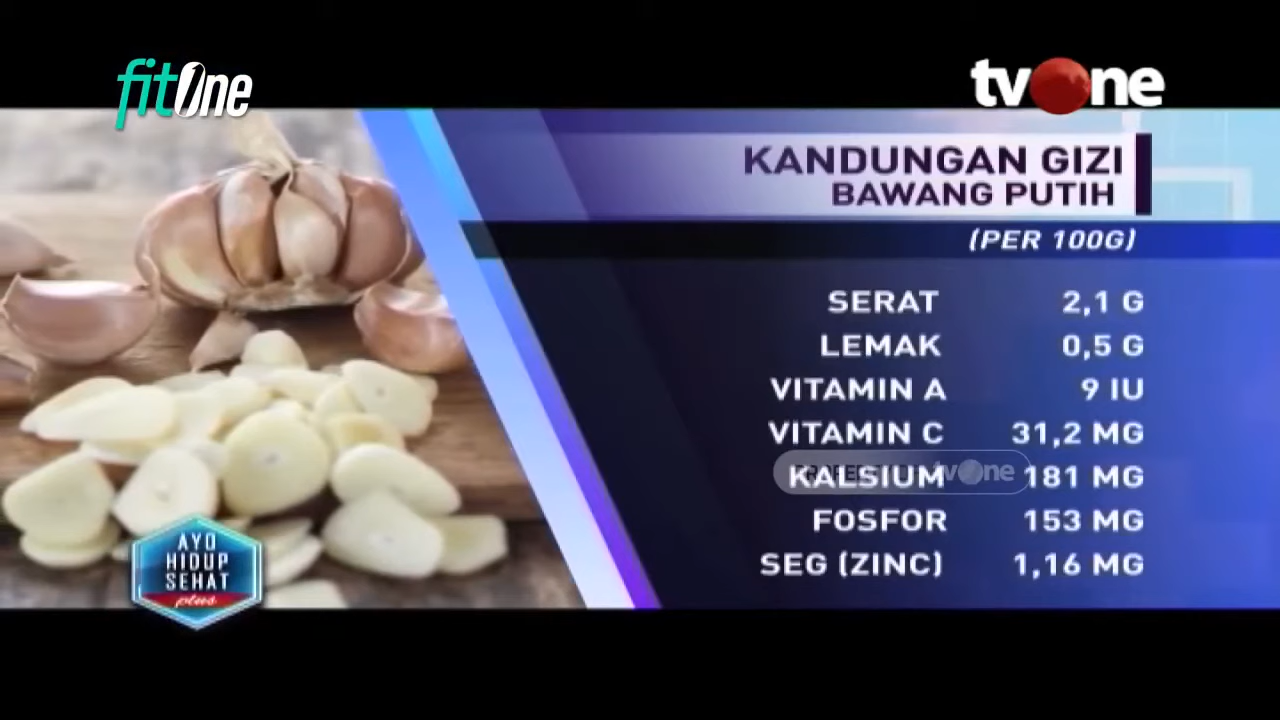 fitOne
tvOne
KANDUNGAN GIZI
BAWANG PUTIH
(PER 100G)
SERAT 2,1 G
LEMAK 0,5 G
VITAMIN A 9 IU
VITAMIN C 31,2 MG
KALSIUM 181 MG
tvOne
FOSFOR 153 MG
SEG (ZINC) 1,16 MG
AYO
HIDUP
SEHAT
plus